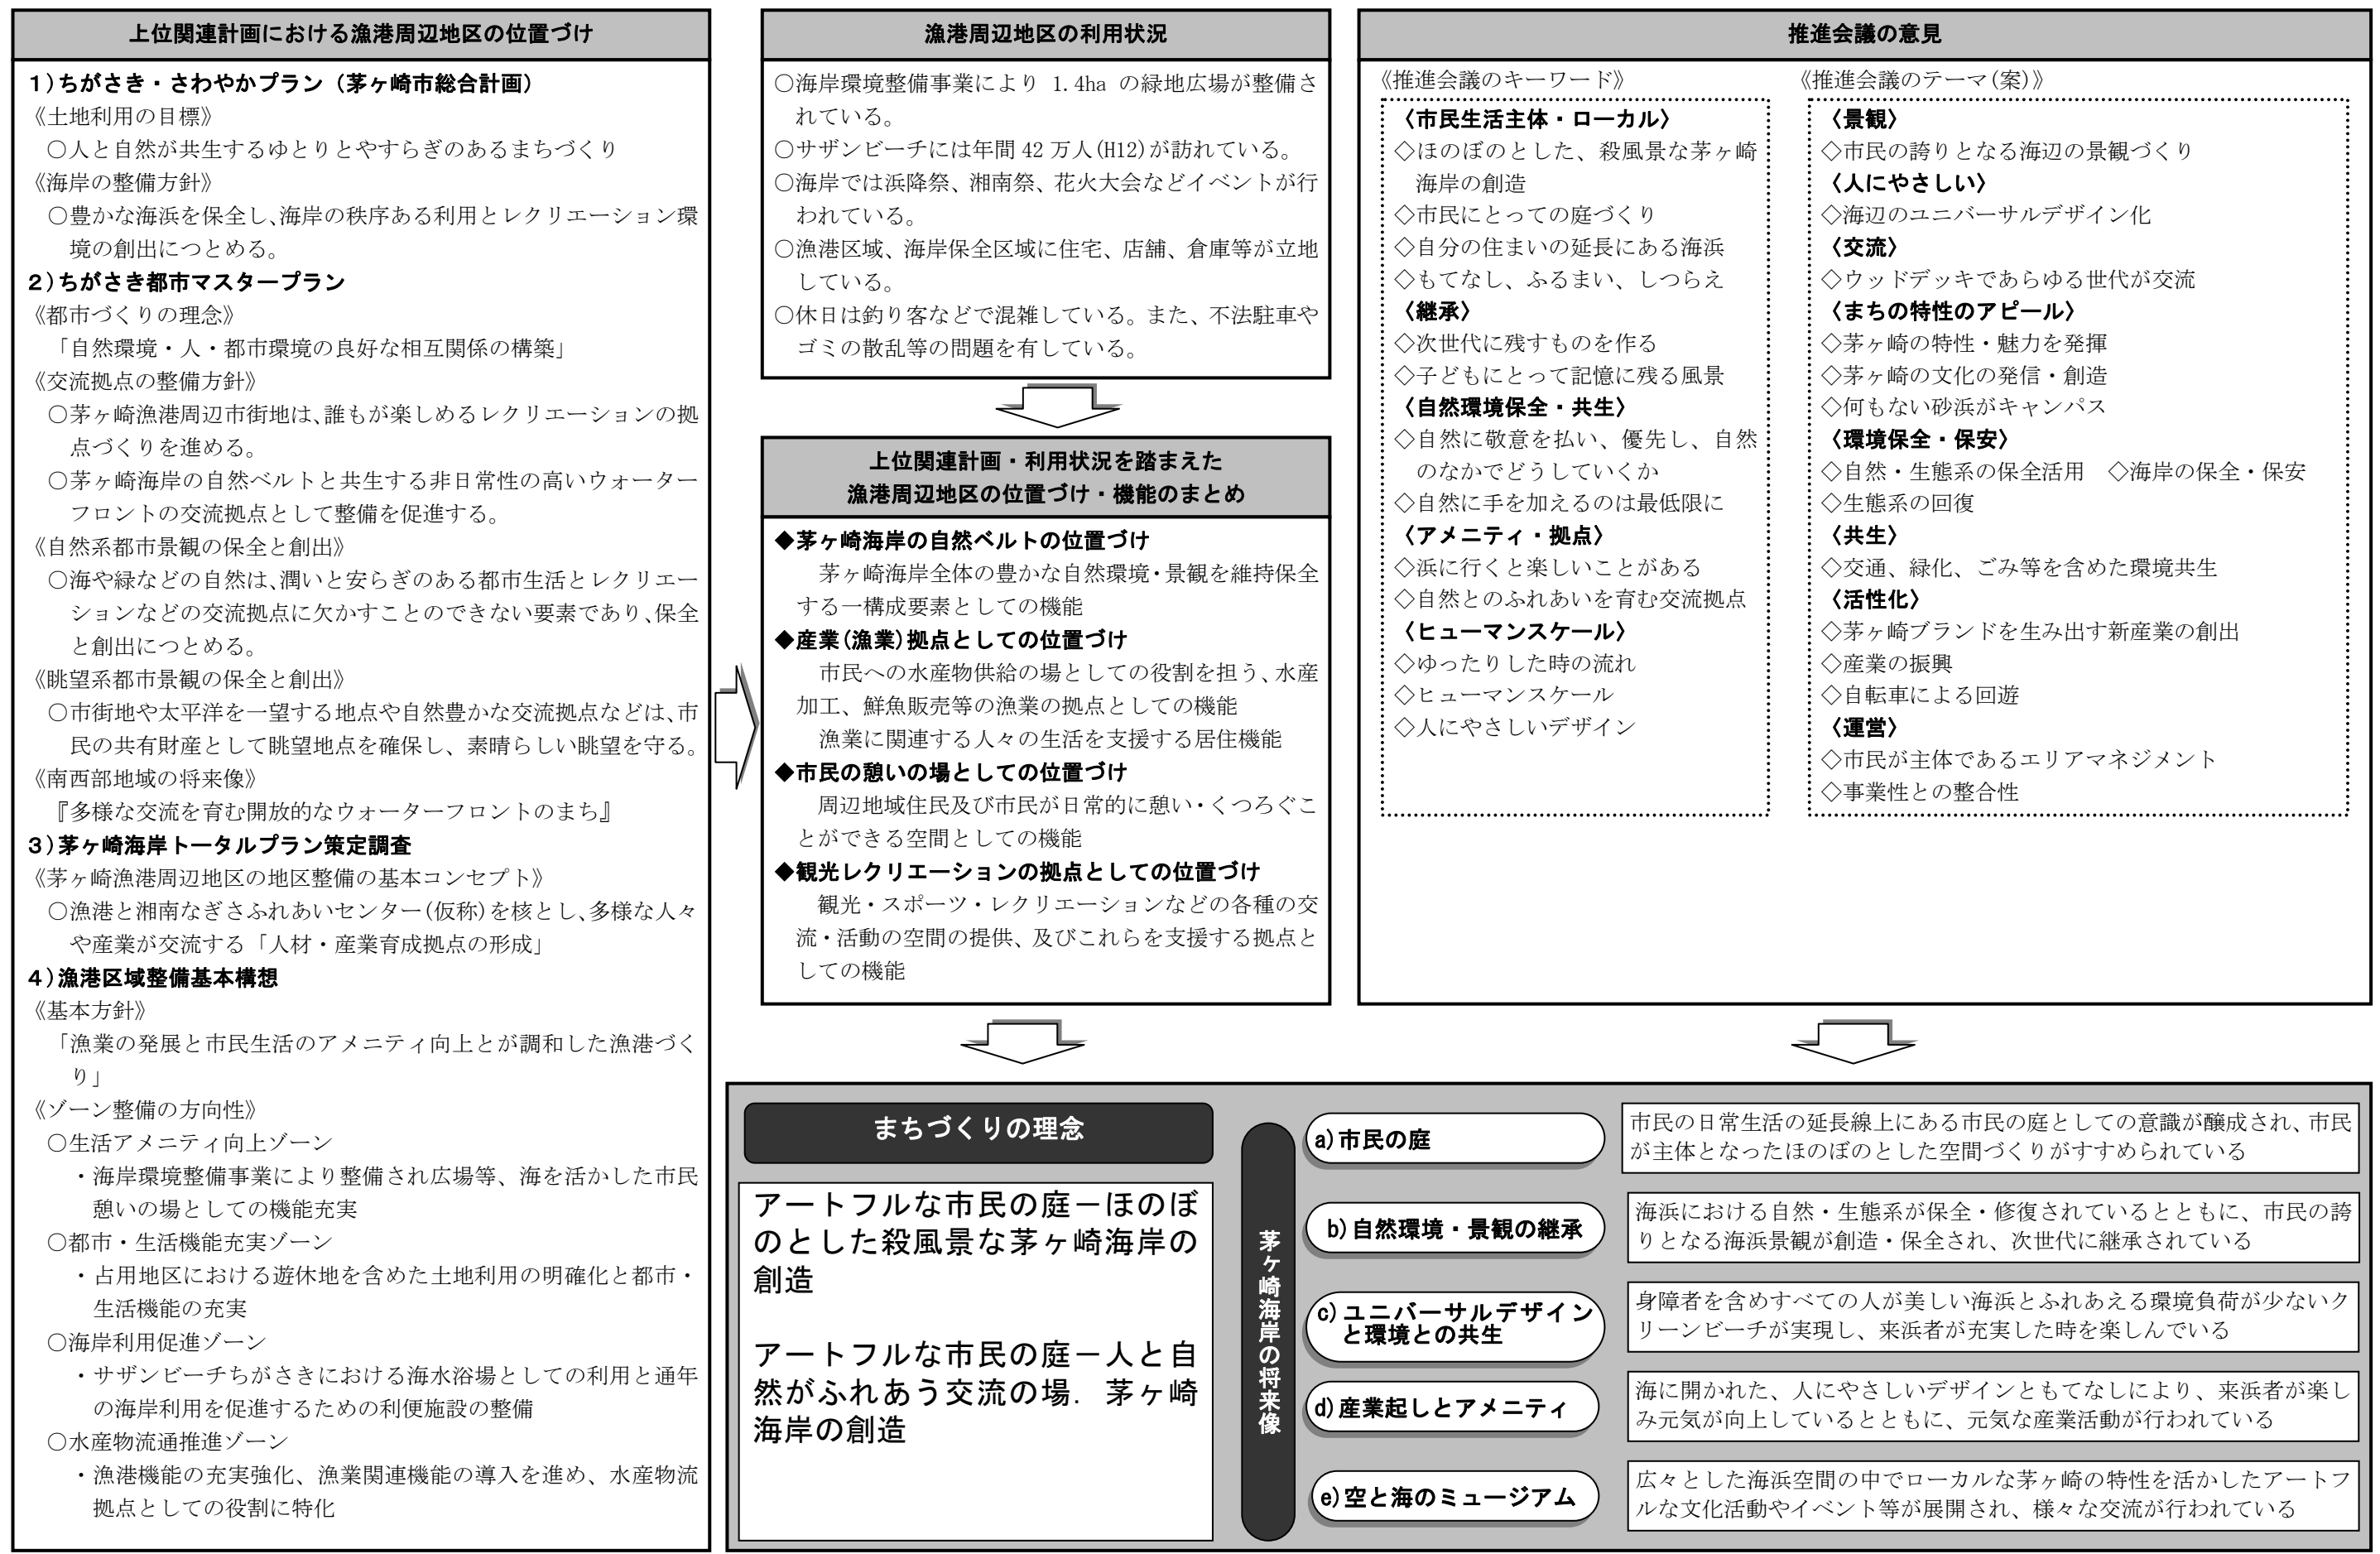 上位関連計画における漁港周辺地区の位置づけ
１)ちがさき・さわやかプラン（茅ヶ崎市総合計画）
《土地利用の目標》
○人と自然が共生するゆとりとやすらぎのあるまちづくり
《海岸の整備方針》
○豊かな海浜を保全し、海岸の秩序ある利用とレクリエーション環
境の創出につとめる。
２)ちがさき都市マスタープラン
《都市づくりの理念》
「自然環境・人・都市環境の良好な相互関係の構築」
《交流拠点の整備方針》
○茅ヶ崎漁港周辺市街地は、誰もが楽しめるレクリエーションの拠
点づくりを進める。
○茅ヶ崎海岸の自然ベルトと共生する非日常性の高いウォーター
フロントの交流拠点として整備を促進する。
《自然系都市景観の保全と創出》
○海や緑などの自然は、潤いと安らぎのある都市生活とレクリエー
ションなどの交流拠点に欠かすことのできない要素であり、保全
と創出につとめる。
《眺望系都市景観の保全と創出》
○市街地や太平洋を一望する地点や自然豊かな交流拠点などは、市
民の共有財産として眺望地点を確保し、素晴らしい眺望を守る。
《南西部地域の将来像》
『多様な交流を育む開放的なウォーターフロントのまち』
３)茅ヶ崎海岸トータルプラン策定調査
《茅ヶ崎漁港周辺地区の地区整備の基本コンセプト》
○漁港と湘南なぎさふれあいセンター(仮称)を核とし、多様な人々
や産業が交流する「人材・産業育成拠点の形成」
４)漁港区域整備基本構想
《基本方針》
「漁業の発展と市民生活のアメニティ向上とが調和した漁港づく
り」
《ゾーン整備の方向性》
○生活アメニティ向上ゾーン
・海岸環境整備事業により整備され広場等、海を活かした市民
憩いの場としての機能充実
○都市・生活機能充実ゾーン
・占用地区における遊休地を含めた土地利用の明確化と都市・
生活機能の充実
○海岸利用促進ゾーン
・サザンビーチちがさきにおける海水浴場としての利用と通年
の海岸利用を促進するための利便施設の整備
○水産物流通推進ゾーン
・漁港機能の充実強化、漁業関連機能の導入を進め、水産物流
拠点としての役割に特化
漁港周辺地区の利用状況
○海岸環境整備事業により 1.4ha の緑地広場が整備さ
れている。
○サザンビーチには年間 42 万人(H12)が訪れている。
○海岸では浜降祭、湘南祭、花火大会などイベントが行
われている。
○漁港区域、海岸保全区域に住宅、店舗、倉庫等が立地
している。
○休日は釣り客などで混雑している。また、不法駐車や
ゴミの散乱等の問題を有している。
上位関連計画・利用状況を踏まえた
漁港周辺地区の位置づけ・機能のまとめ
◆茅ヶ崎海岸の自然ベルトの位置づけ
茅ヶ崎海岸全体の豊かな自然環境・景観を維持保全
する一構成要素としての機能
◆産業(漁業)拠点としての位置づけ
市民への水産物供給の場としての役割を担う、水産
加工、鮮魚販売等の漁業の拠点としての機能
漁業に関連する人々の生活を支援する居住機能
◆市民の憩いの場としての位置づけ
周辺地域住民及び市民が日常的に憩い・くつろぐこ
とができる空間としての機能
◆観光レクリエーションの拠点としての位置づけ
観光・スポーツ・レクリエーションなどの各種の交
流・活動の空間の提供、及びこれらを支援する拠点と
しての機能
推進会議の意見
《推進会議のキーワード》
〈市民生活主体・ローカル〉
◇ほのぼのとした、殺風景な茅ヶ崎
海岸の創造
◇市民にとっての庭づくり
◇自分の住まいの延長にある海浜
◇もてなし、ふるまい、しつらえ
〈継承〉
◇次世代に残すものを作る
◇子どもにとって記憶に残る風景
〈自然環境保全・共生〉
◇自然に敬意を払い、優先し、自然
のなかでどうしていくか
◇自然に手を加えるのは最低限に
〈アメニティ・拠点〉
◇浜に行くと楽しいことがある
◇自然とのふれあいを育む交流拠点
〈ヒューマンスケール〉
◇ゆったりした時の流れ
◇ヒューマンスケール
◇人にやさしいデザイン
《推進会議のテーマ(案)》
〈景観〉
◇市民の誇りとなる海辺の景観づくり
〈人にやさしい〉
◇海辺のユニバーサルデザイン化
〈交流〉
◇ウッドデッキであらゆる世代が交流
〈まちの特性のアピール〉
◇茅ヶ崎の特性・魅力を発揮
◇茅ヶ崎の文化の発信・創造
◇何もない砂浜がキャンパス
〈環境保全・保安〉
◇自然・生態系の保全活用　◇海岸の保全・保安
◇生態系の回復
〈共生〉
◇交通、緑化、ごみ等を含めた環境共生
〈活性化〉
◇茅ヶ崎ブランドを生み出す新産業の創出
◇産業の振興
◇自転車による回遊
〈運営〉
◇市民が主体であるエリアマネジメント
◇事業性との整合性
まちづくりの理念
アートフルな市民の庭－ほのぼ
のとした殺風景な茅ヶ崎海岸の
創造
アートフルな市民の庭－人と自
然がふれあう交流の場．茅ヶ崎
海岸の創造
茅ヶ崎海岸の将来像
a)市民の庭
市民の日常生活の延長線上にある市民の庭としての意識が醸成され、市民
が主体となったほのぼのとした空間づくりがすすめられている
b)自然環境・景観の継承
海浜における自然・生態系が保全・修復されているとともに、市民の誇
りとなる海浜景観が創造・保全され、次世代に継承されている
c)ユニバーサルデザイン
と環境との共生
身障者を含めすべての人が美しい海浜とふれあえる環境負荷が少ないク
リーンビーチが実現し、来浜者が充実した時を楽しんでいる
d)産業起しとアメニティ
海に開かれた、人にやさしいデザインともてなしにより、来浜者が楽し
み元気が向上しているとともに、元気な産業活動が行われている
e)空と海のミュージアム
広々とした海浜空間の中でローカルな茅ヶ崎の特性を活かしたアートフ
ルな文化活動やイベント等が展開され、様々な交流が行われている